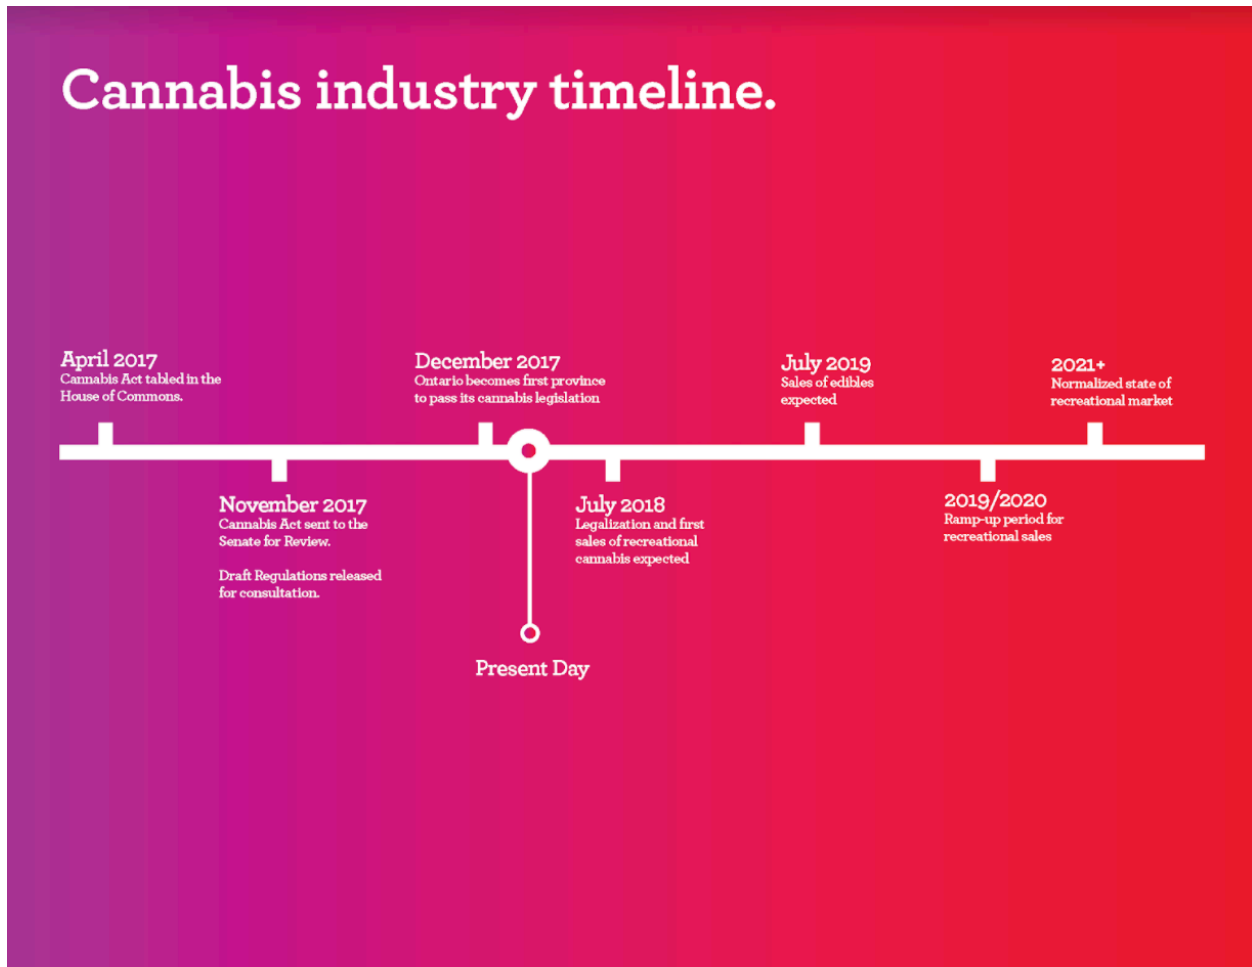 Cannabis industry timeline.
April 2017
Cannabis Act tabled in the
House of Commons.
November 2017
Cannabis Act sent to the
Senate for Review.
Draft Regulations released
for consultation.
December 2017
Ontario becomes first province
to pass its cannabis legislation
Present Day
July 2018
Legalization and first
sales of recreational
cannabis expected
July 2019
Sales of edibles
expected
2019/2020
Ramp-up period for
recreational sales
2021+
Normalized state of
recreational market